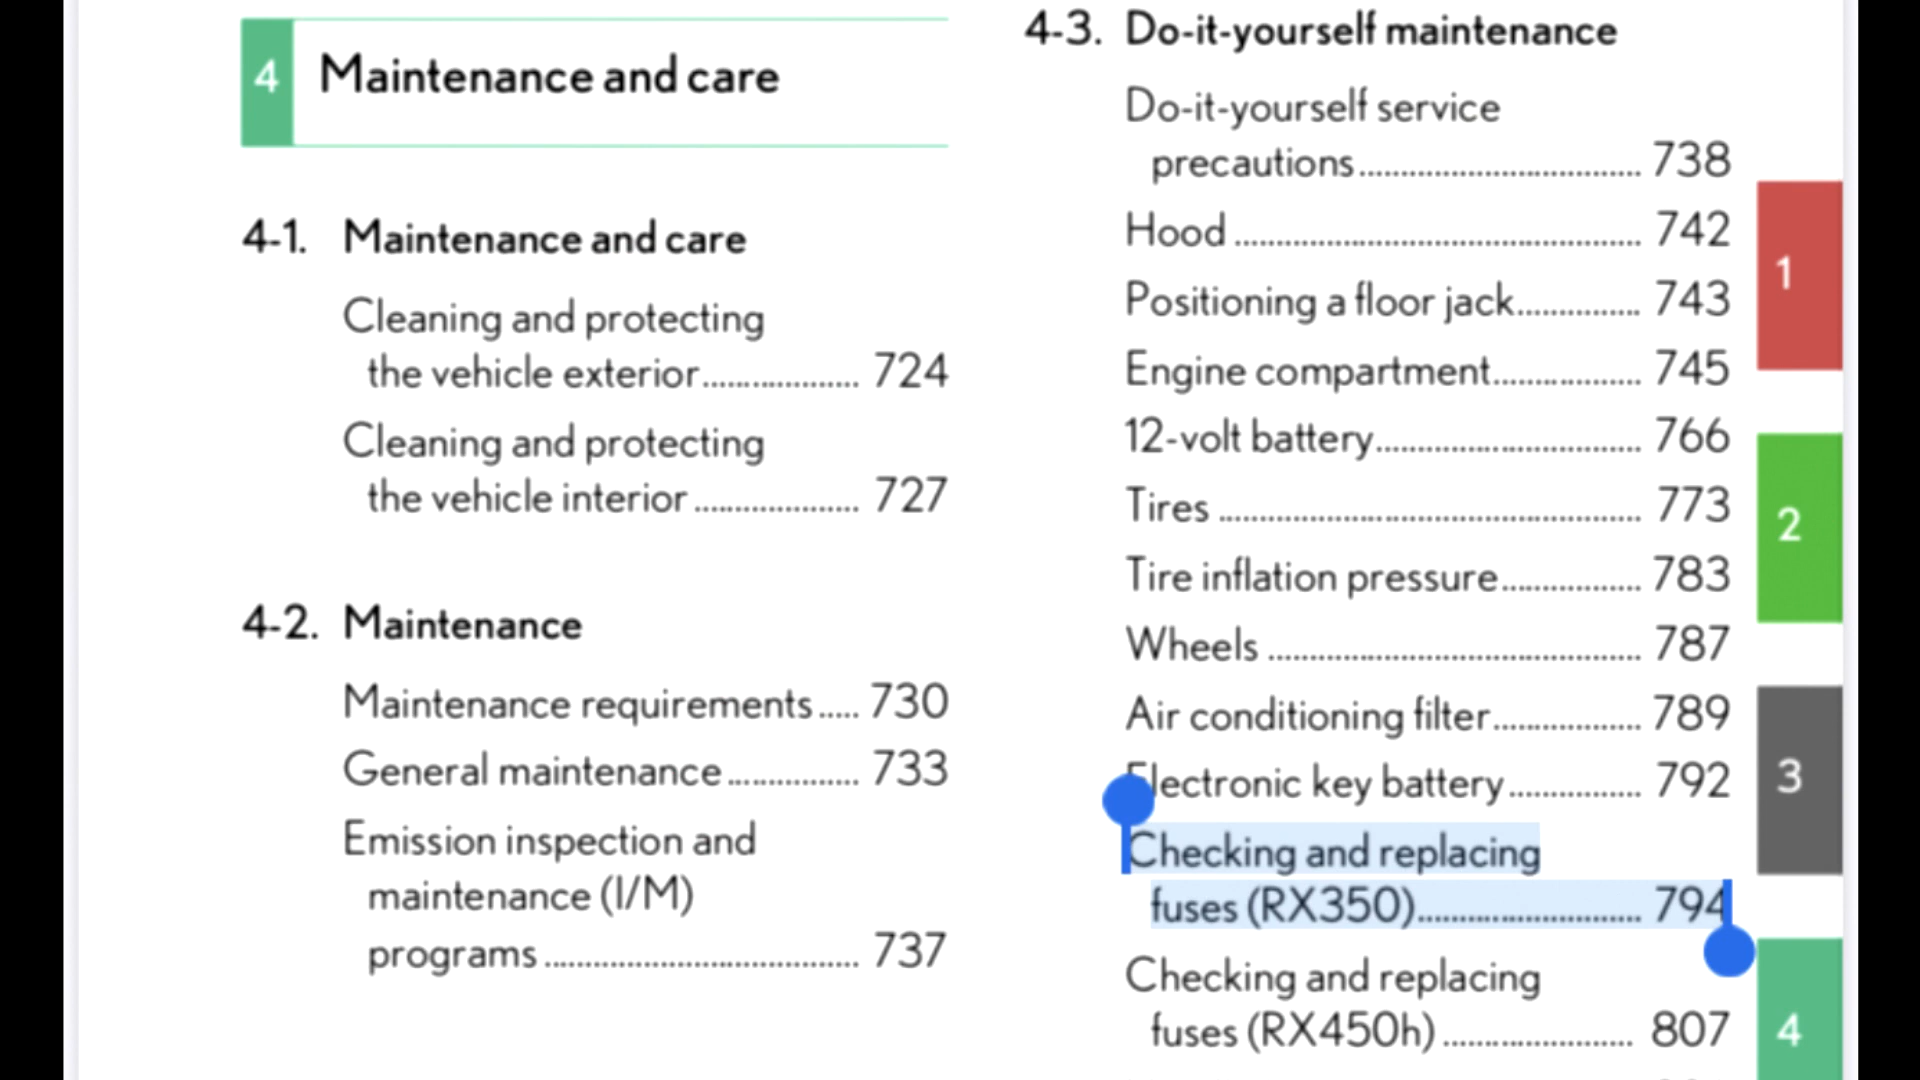 4 Maintenance and care
4-1. Maintenance and care
Cleaning and protecting
the vehicle exterior................... 724
Cleaning and protecting
the vehicle interior .................... 727
4-2. Maintenance
Maintenance requirements ..... 730
General maintenance ................ 733
Emission inspection and
maintenance (I/M)
programs ...................................... 737
4-3. Do-it-yourself maintenance
Do-it-yourself service
precautions .................................. 738
Hood ................................................. 742
Positioning a floor jack............... 743
Engine compartment.................. 745
12-volt battery................................ 766
Tires ................................................... 773
Tire inflation pressure................. 783
Wheels ............................................. 787
Air conditioning filter.................. 789
Electronic key battery ................ 792
Checking and replacing
fuses (RX350)........................... 794
Checking and replacing
fuses (RX450h) ....................... 807
1
2
3
4